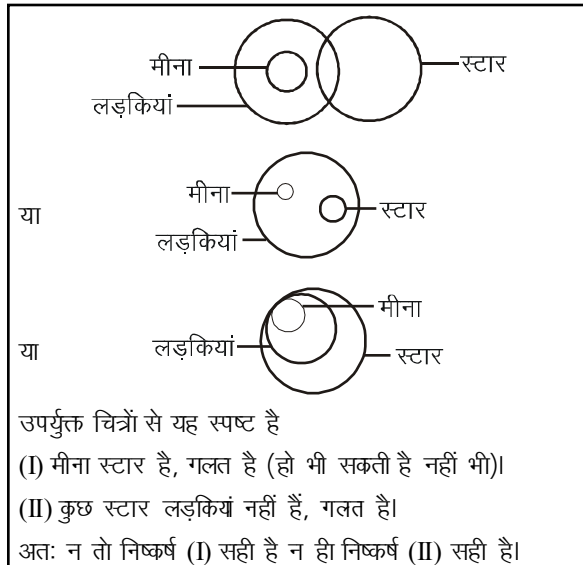 मीना
स्टार
लड़कियां
या
मीना
स्टार
लड़कियां
या
मीना
लड़कियां
स्टार
उपर्युक्त चित्रों से यह स्पष्ट है
(I) मीना स्टार है, गलत है (हो भी सकती है नहीं भी)।
(II) कुछ स्टार लड़कियां नहीं हैं, गलत है।
अतः न तो निष्कर्ष (I) सही है न ही निष्कर्ष (II) सही है।